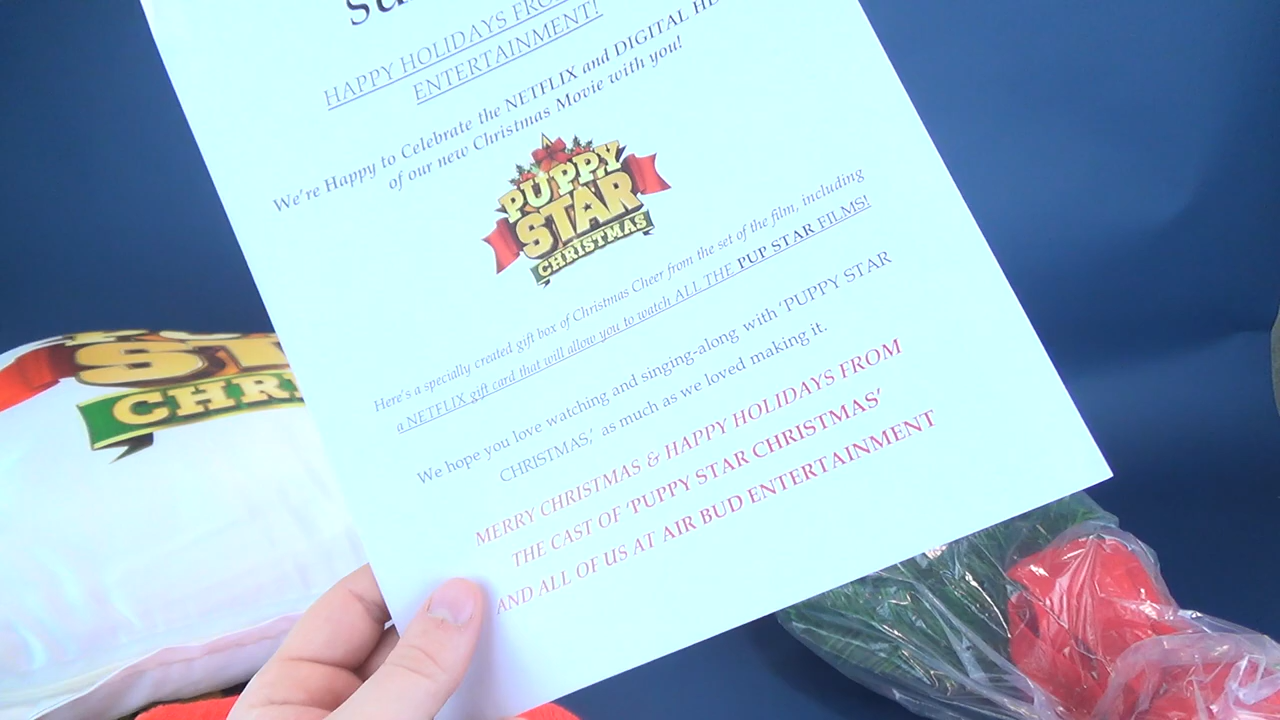 HAPPY HOLIDAYS FROM
ENTERTAINMENT!
We're Happy to Celebrate the NETFLIX and DIGITAL
of our new Christmas Movie with you!
PUPPY
STAR
CHRISTMAS
Here's a specially created gift box of Christmas Cheer from the set of the film, including
a NETFLIX gift card that will allow you to watch ALL THE PUP STAR FILMS!
We hope you love watching and singing-along with 'PUPPY STAR
CHRISTMAS,' as much as we loved making it.
MERRY CHRISTMAS & HAPPY HOLIDAYS FROM
THE CAST OF 'PUPPY STAR CHRISTMAS'
AND ALL OF US AT AIR BUD ENTERTAINMENT
ST
CHRI